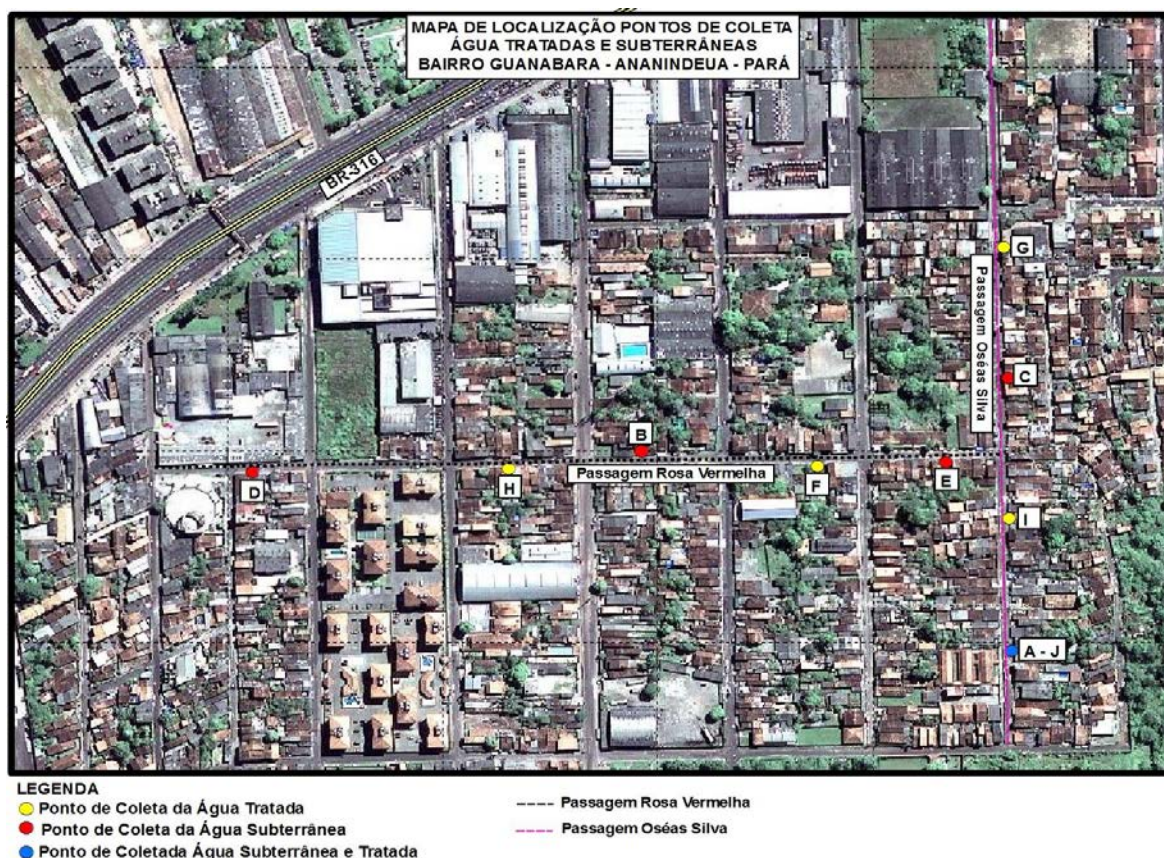 MAPA DE LOCALIZAÇÃO PONTOS DE COLETA
ÁGUA TRATADAS E SUBTERRÂNEAS
BAIRRO GUANABARA - ANANINDEUA - PARÁ
BR-316
G
Passagem Oséas Silva
C
B
Passagem Rosa Vermelha
D
H
F
E
I
A - J
LEGENDA
Ponto de Coleta da Água Tratada
Ponto de Coleta da Água Subterrânea
Ponto de Coletada Água Subterrânea e Tratada
Passagem Rosa Vermelha
Passagem Oséas Silva